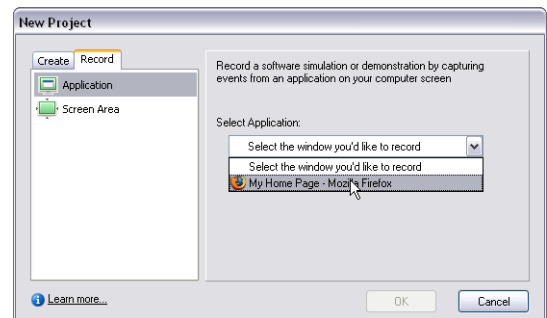 New Project
Create
Record
Application
Screen Area
Record a software simulation or demonstration by capturing
events from an application on your computer screen
Select Application:
Select the window you'd like to record
Select the window you'd like to record
My Home Page - Mozilla Firefox
Learn more...
OK
Cancel